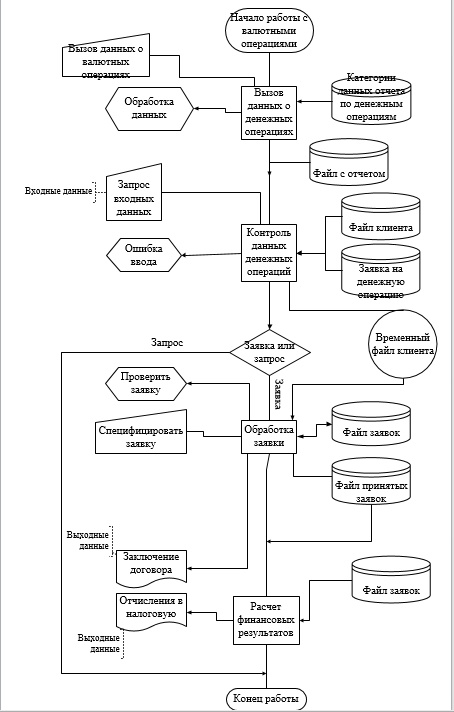 Начало работы с
валютными
операциями
Вызов данных о
валютных
операциях
Обработка
данных
Вызов
данных о
денежных
операциях
Категории
данных отчета
по денежным
операциям
Файл с отчетом
Входные данные
Запрос
входных
данных
Файл клиента
Ошибка
ввода
Контроль
данных
денежных
операций
Заявка на
денежную
операцию
Временный
файл клиента
Запрос
Заявка или
запрос
Заявка
Проверить
заявку
Специфицировать
заявку
Обработка
заявки
Файл заявок
Файл принятых
заявок
Выходные
данные
Заключение
договора
Отчисления в
налоговую
Выходные
данные
Расчет
финансовых
результатов
Файл заявок
Конец работы